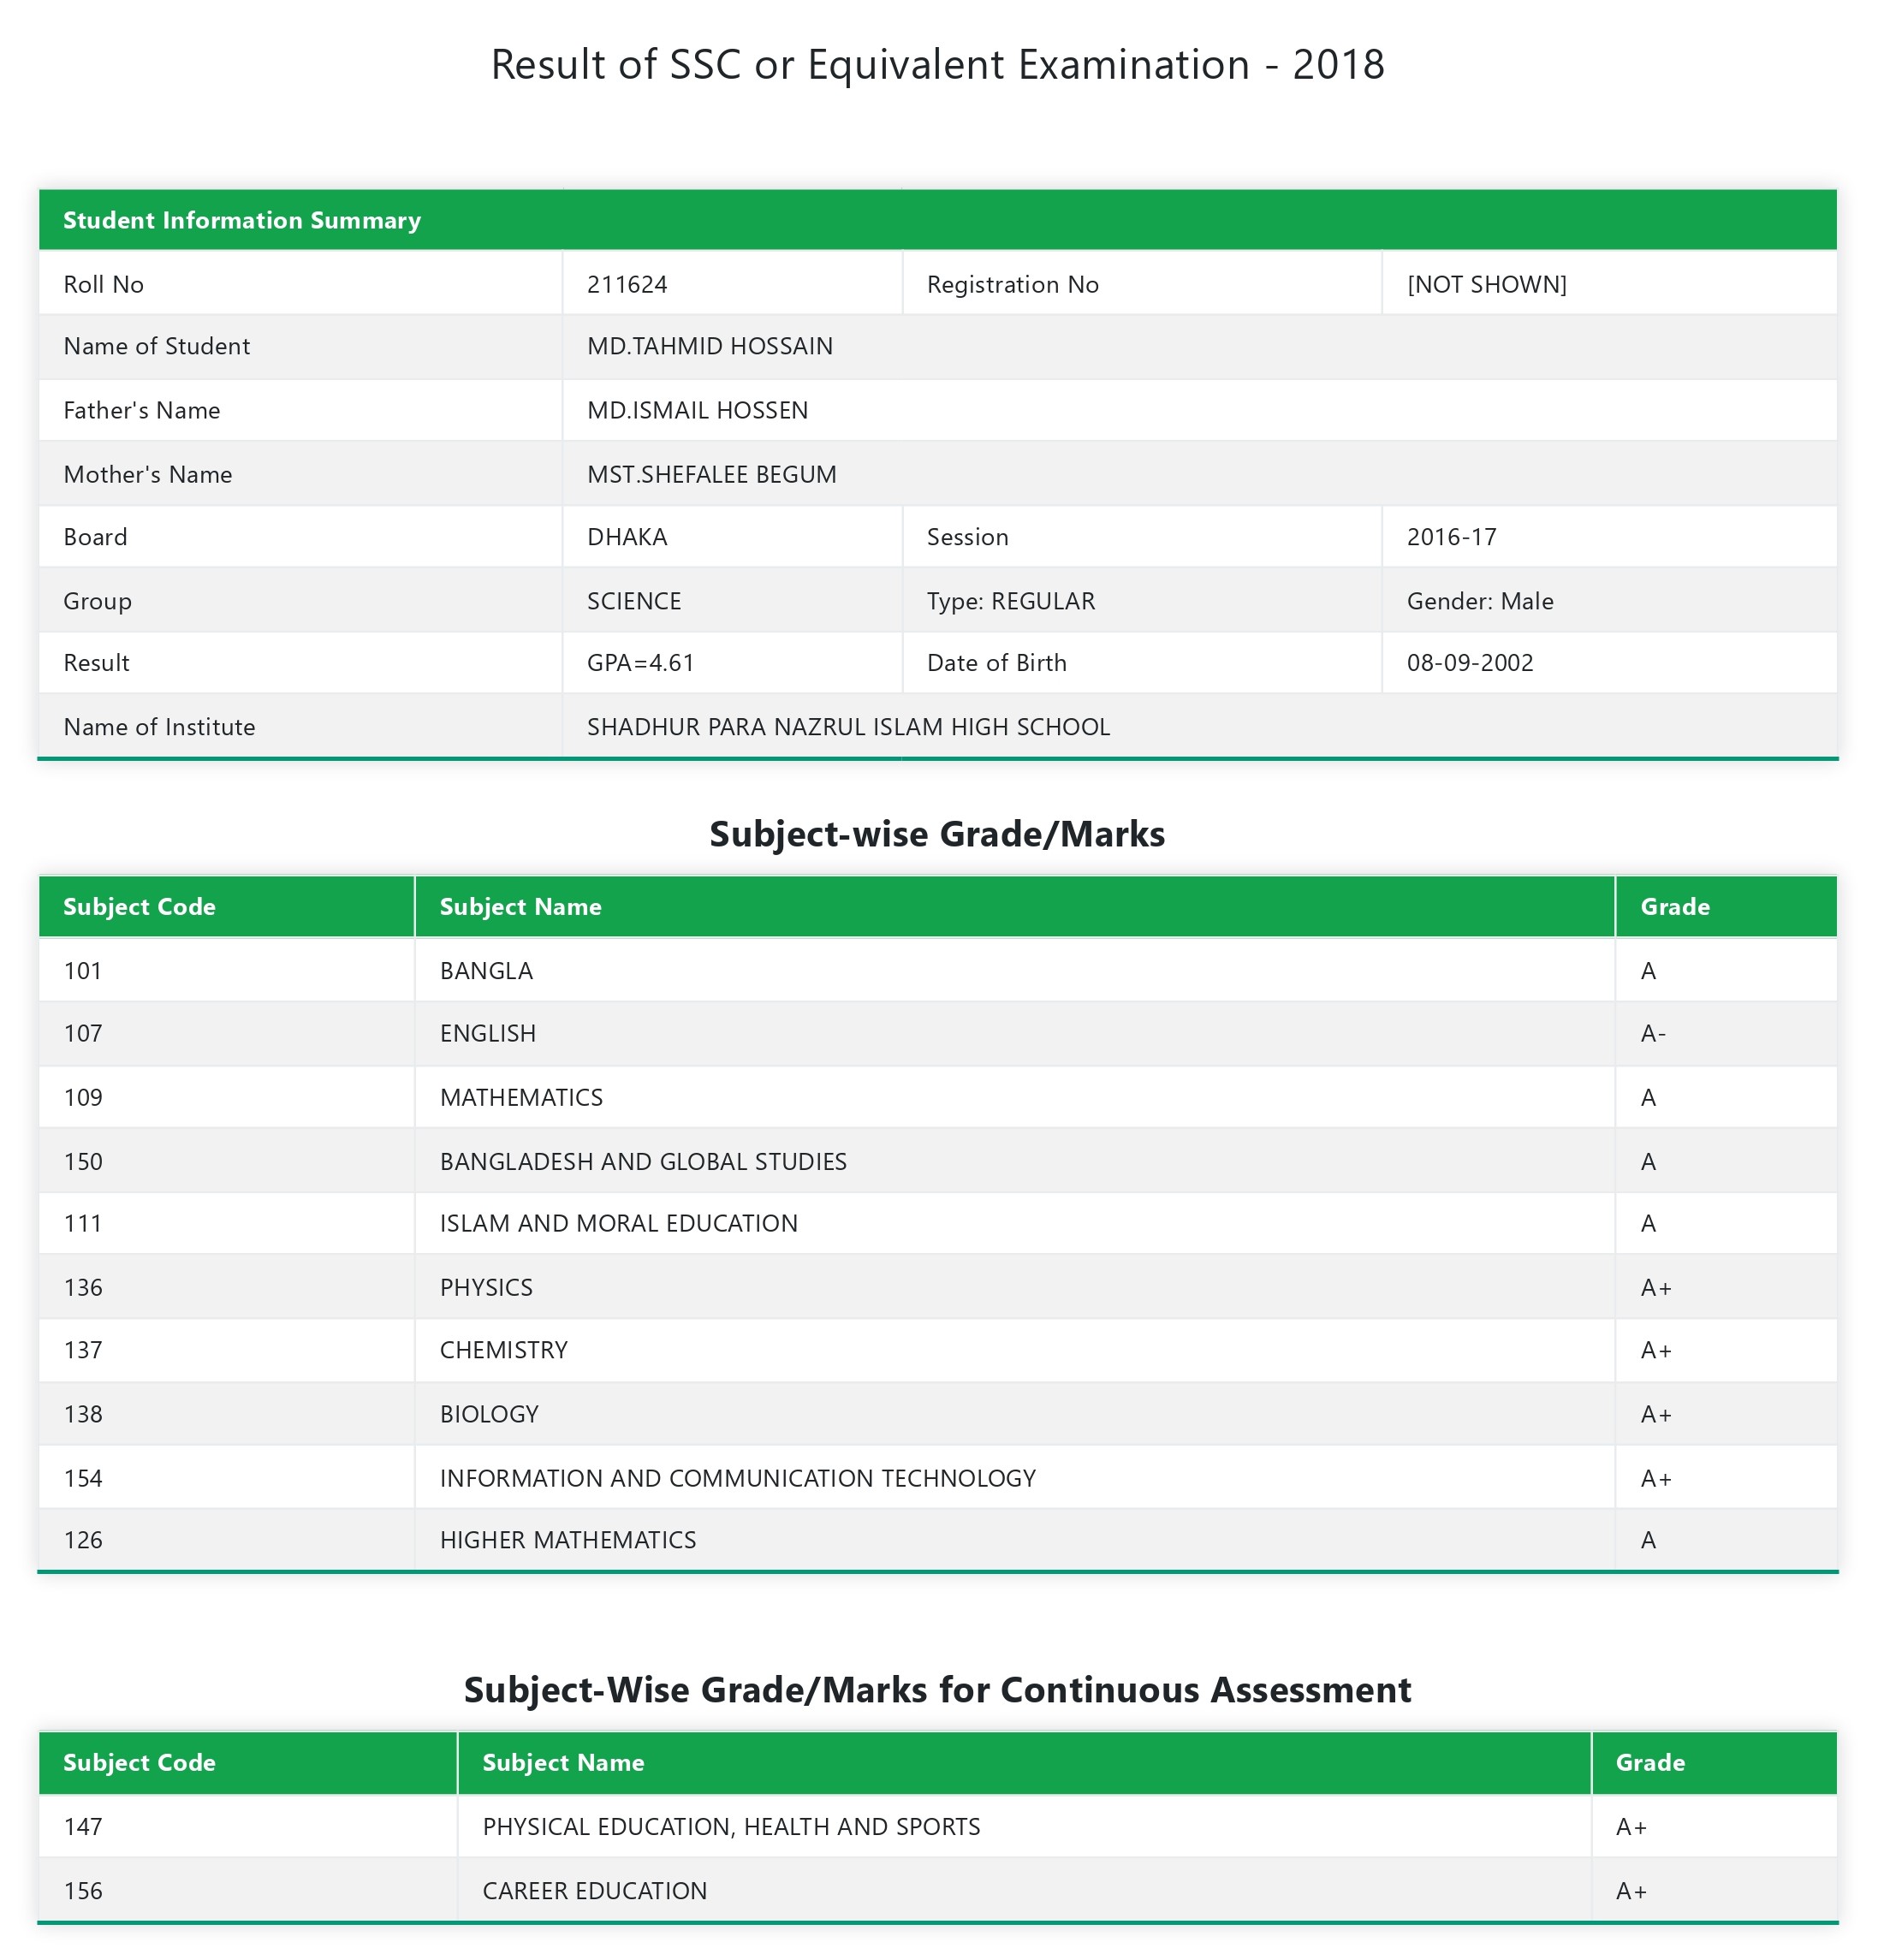 Result of SSC or Equivalent Examination - 2018
Student Information Summary
Roll No 211624 Registration No [NOT SHOWN]
Name of Student MD.TAHMID HOSSAIN
Father's Name MD.ISMAIL HOSSEN
Mother's Name MST.SHEFALEE BEGUM
Board DHAKA Session 2016-17
Group SCIENCE Type: REGULAR Gender: Male
Result GPA=4.61 Date of Birth 08-09-2002
Name of Institute SHADHUR PARA NAZRUL ISLAM HIGH SCHOOL
Subject-wise Grade/Marks
Subject Code Subject Name Grade
101 BANGLA A
107 ENGLISH A-
109 MATHEMATICS A
150 BANGLADESH AND GLOBAL STUDIES A
111 ISLAM AND MORAL EDUCATION A
136 PHYSICS A+
137 CHEMISTRY A+
138 BIOLOGY A+
154 INFORMATION AND COMMUNICATION TECHNOLOGY A+
126 HIGHER MATHEMATICS A
Subject-Wise Grade/Marks for Continuous Assessment
Subject Code Subject Name Grade
147 PHYSICAL EDUCATION, HEALTH AND SPORTS A+
156 CAREER EDUCATION A+